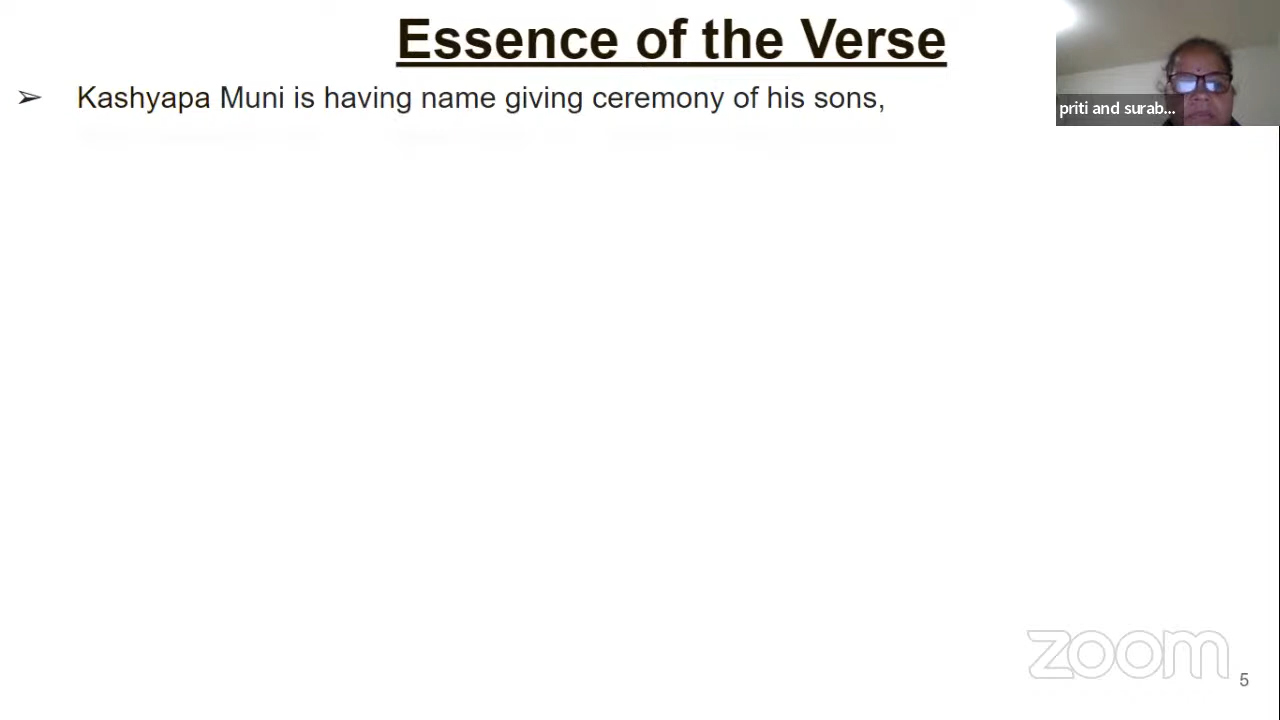 Essence of the Verse
➢ Kashyapa Muni is having name giving ceremony of his sons,
priti and surab...
zoom
5